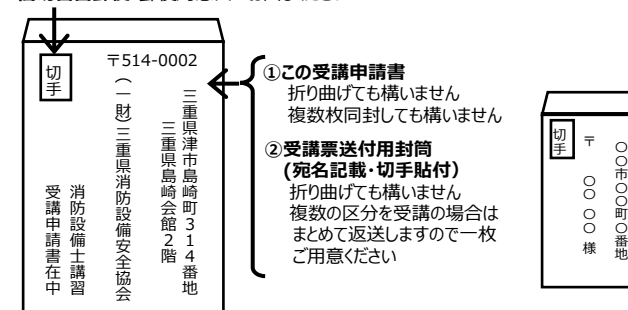 切手
〒514-0002
三重県津市島崎町314番地
三重県島崎会館2階
(一財)三重県消防設備安全協会
消防設備士講習
受講申請書在中
①この受講申請書
折り曲げても構いません
複数枚同封しても構いません
②受講票送付用封筒
(宛名記載・切手貼付)
折り曲げても構いません
複数の区分を受講の場合は
まとめて返送しますので一枚
ご用意ください
切手
〒
〇〇市〇〇町〇番地
〇〇 〇〇 様